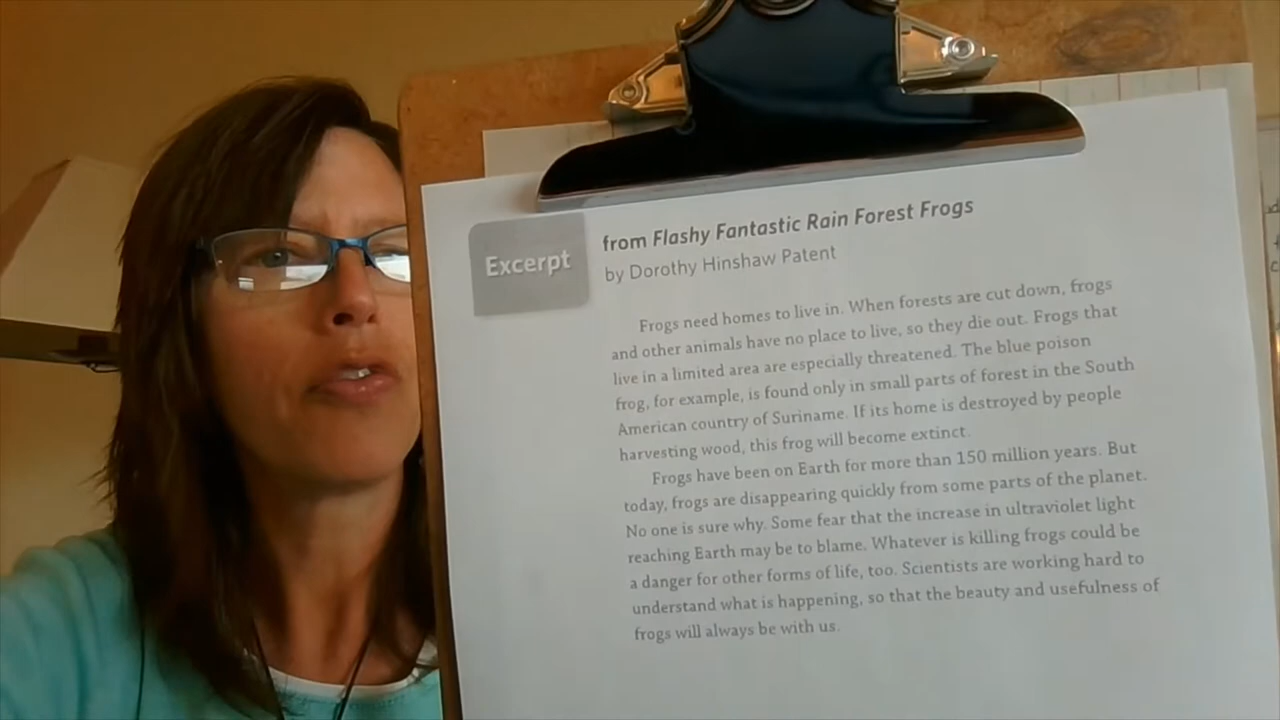 Excerpt
from Flashy Fantastic Rain Forest Frogs
by Dorothy Hinshaw Patent
Frogs need homes to live in. When forests are cut down, frogs
and other animals have no place to live, so they die out. Frogs that
live in a limited area are especially threatened. The blue poison
frog, for example, is found only in small parts of forest in the South
American country of Suriname. If its home is destroyed by people
harvesting wood, this frog will become extinct.
Frogs have been on Earth for more than 150 million years. But
today, frogs are disappearing quickly from some parts of the planet.
No one is sure why. Some fear that the increase in ultraviolet light
reaching Earth may be to blame. Whatever is killing frogs could be
a danger for other forms of life, too. Scientists are working hard to
understand what is happening, so that the beauty and usefulness of
frogs will always be with us.